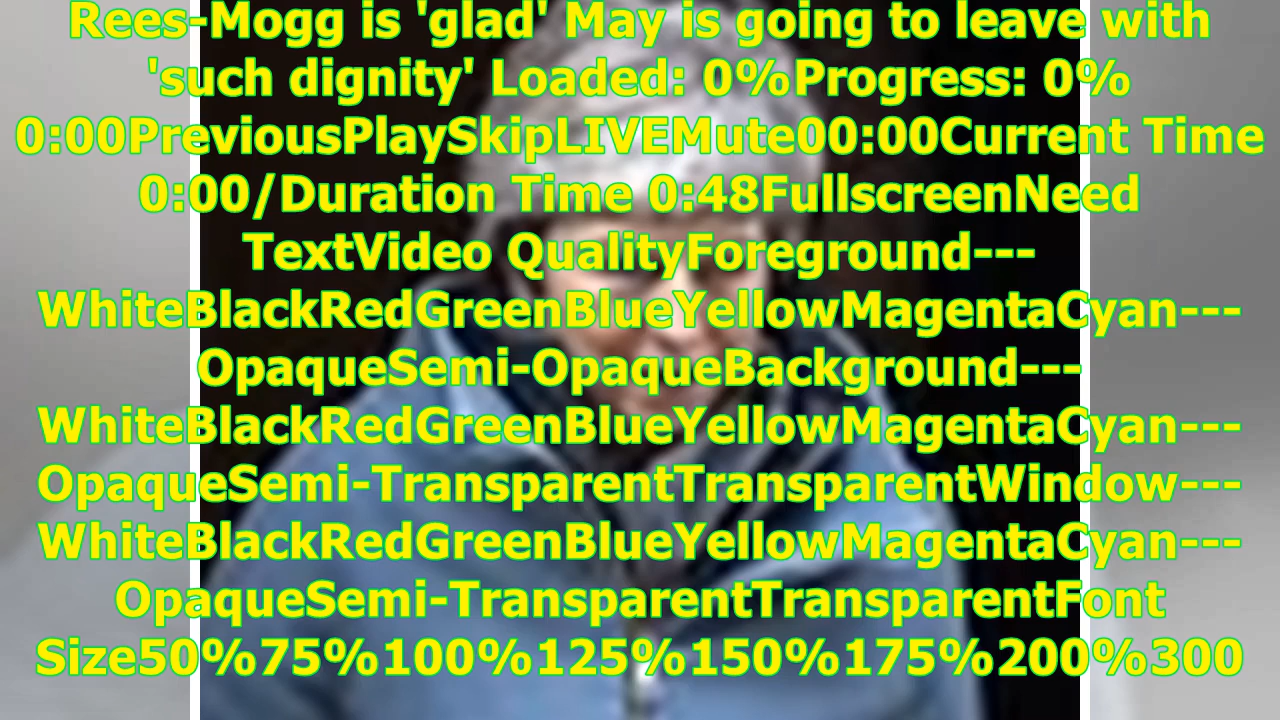 Rees-Mogg is 'glad' May is going to leave with
'such dignity' Loaded: 0%Progress: 0%
0:00PreviousPlaySkipLIVEMute00:00Current Time
0:00/Duration Time 0:48FullscreenNeed
TextVideo QualityForeground---
WhiteBlackRedGreenBlueYellowMagentaCyan---
OpaqueSemi-OpaqueBackground---
WhiteBlackRedGreenBlueYellowMagentaCyan---
OpaqueSemi-TransparentTransparentWindow---
WhiteBlackRedGreenBlueYellowMagentaCyan---
OpaqueSemi-TransparentTransparentFont
Size50%75%100%125%150%175%200%300